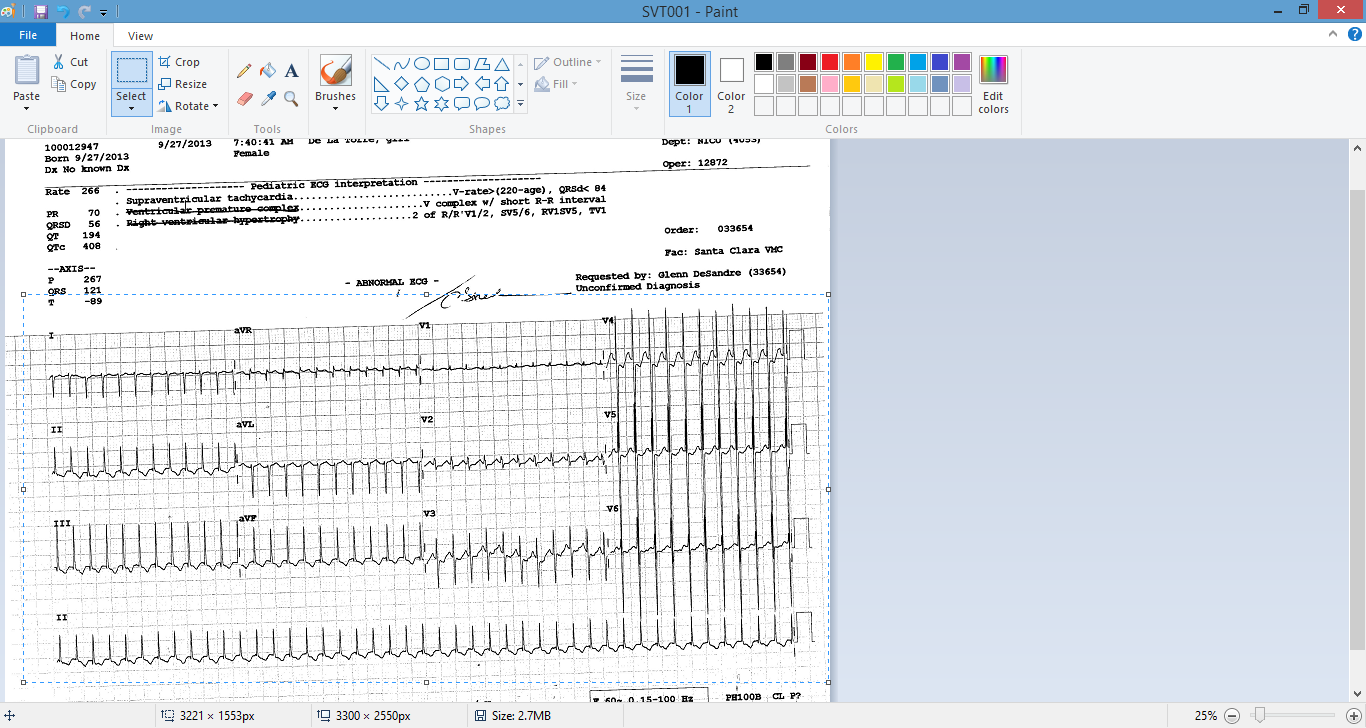 SVT001 - Paint
File Home View
Paste Cut Copy
Clipboard
Select Crop Resize Rotate
Image
Tools
Brushes
Shapes
Outline Fill
Size
Color 1 Color 2 Edit colors
Colors
100012947 9/27/2013 7:40:41 AM De La Torre, girl Dept: NICU (4053)
Born 9/27/2013 Female
Dx No known Dx Oper: 12872
Rate 266 . -------------------- Pediatric ECG interpretation --------------------
. Supraventricular tachycardia............................V-rate>(220-age), QRSd< 84
PR 70 . Ventricular premature complex.....................V complex w/ short R-R interval
QRSD 56 . Right ventricular hypertrophy...................2 of R/R'V1/2, SV5/6, RV1SV5, TV1
QT 194
QTc 408
Order: 033654
Fac: Santa Clara VMC
--AXIS--
P 267
QRS 121
T -89
- ABNORMAL ECG -
Requested by: Glenn DeSandre (33654)
Unconfirmed Diagnosis
I aVR V1 V4
II aVL V2 V5
III aVF V3 V6
II
F 60~ 0.15-100 Hz PH100B CL P?
3221 × 1553px 3300 × 2550px Size: 2.7MB 25%